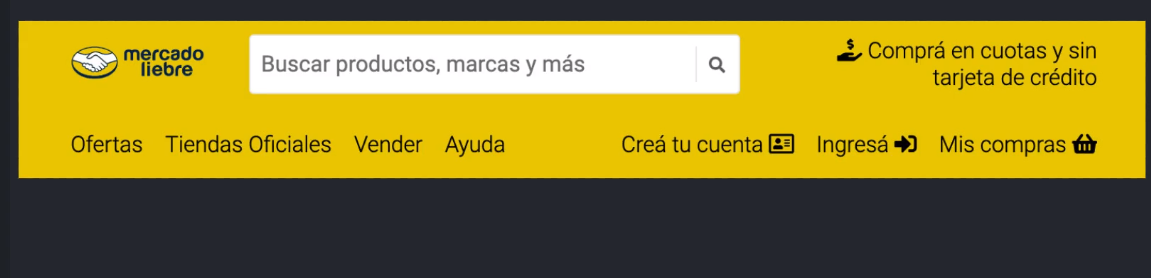 mercado
liebre
Buscar productos, marcas y más
$ Comprá en cuotas y sin
tarjeta de crédito
Ofertas Tiendas Oficiales Vender Ayuda Creá tu cuenta Ingresá Mis compras